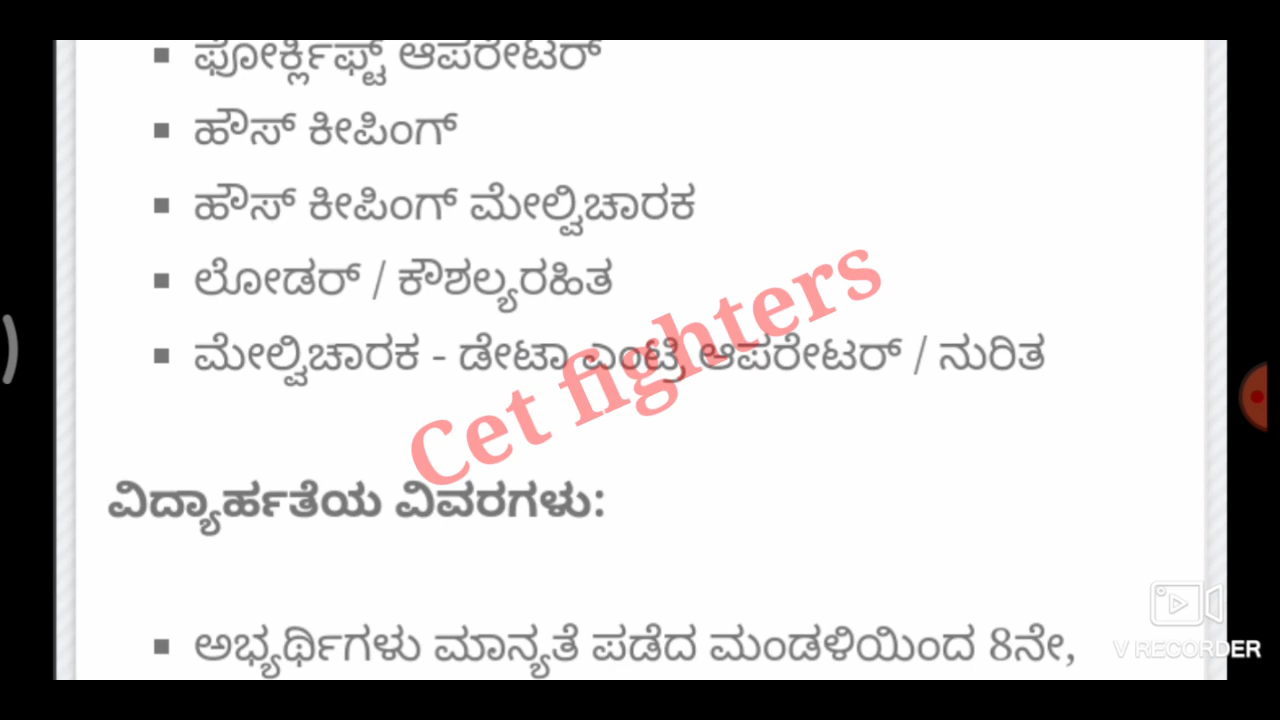 ಫೋರ್ಕ್ಲಿಫ್ಟ್ ಆಪರೇಟರ್
ಹೌಸ್ ಕೀಪಿಂಗ್
ಹೌಸ್ ಕೀಪಿಂಗ್ ಮೇಲ್ವಿಚಾರಕ
ಲೋಡರ್ / ಕೌಶಲ್ಯರಹಿತ
ಮೇಲ್ವಿಚಾರಕ - ಡೇಟಾ ಎಂಟ್ರಿ ಆಪರೇಟರ್ / ನುರಿತ
Cet fighters
ವಿದ್ಯಾರ್ಹತೆಯ ವಿವರಗಳು:
ಅಭ್ಯರ್ಥಿಗಳು ಮಾನ್ಯತೆ ಪಡೆದ ಮಂಡಳಿಯಿಂದ 8ನೇ,
V RECORDER